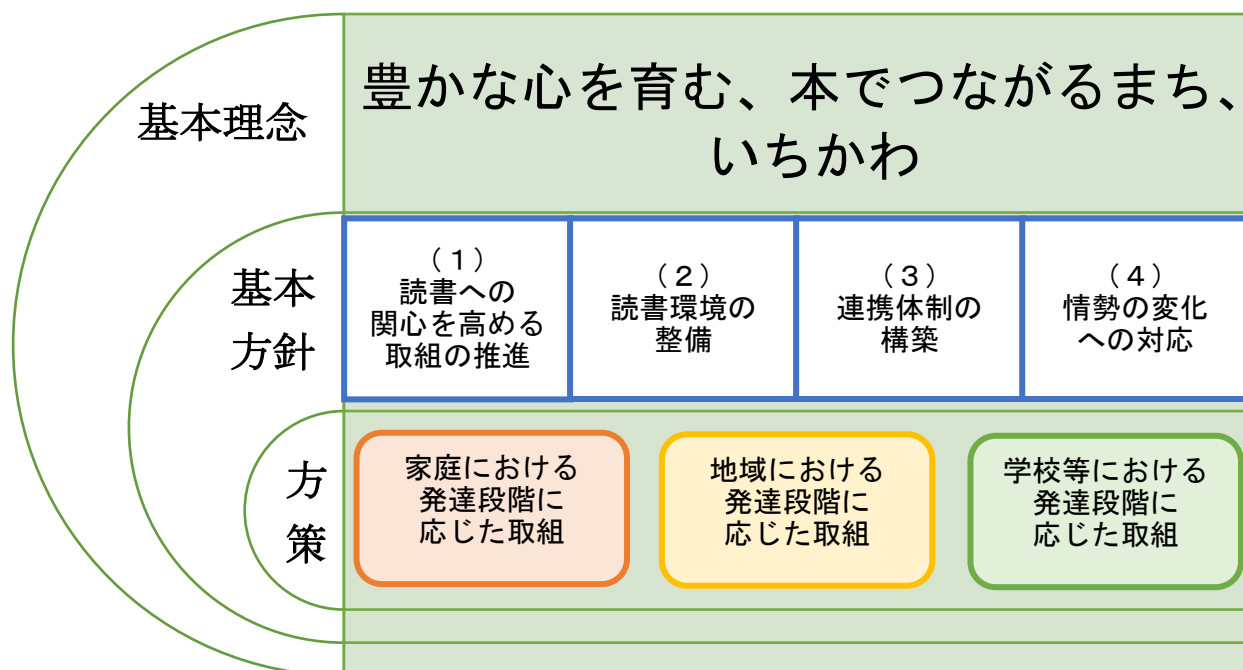 基本理念
豊かな心を育む、本でつながるまち、
いちかわ
基本
方針
（１）
読書への
関心を高める
取組の推進
（２）
読書環境の
整備
（３）
連携体制の
構築
（４）
情勢の変化
への対応
方
策
家庭における
発達段階に
応じた取組
地域における
発達段階に
応じた取組
学校等における
発達段階に
応じた取組